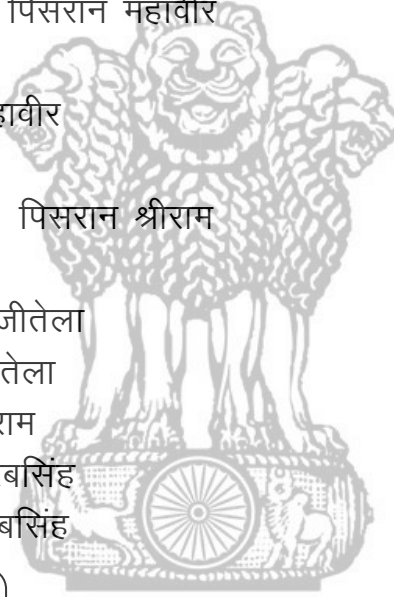 पिसरान महावीर
हावीर
पिसरान श्रीराम
जीतेला
तेला
राम
बसिंह
बसिंह
)